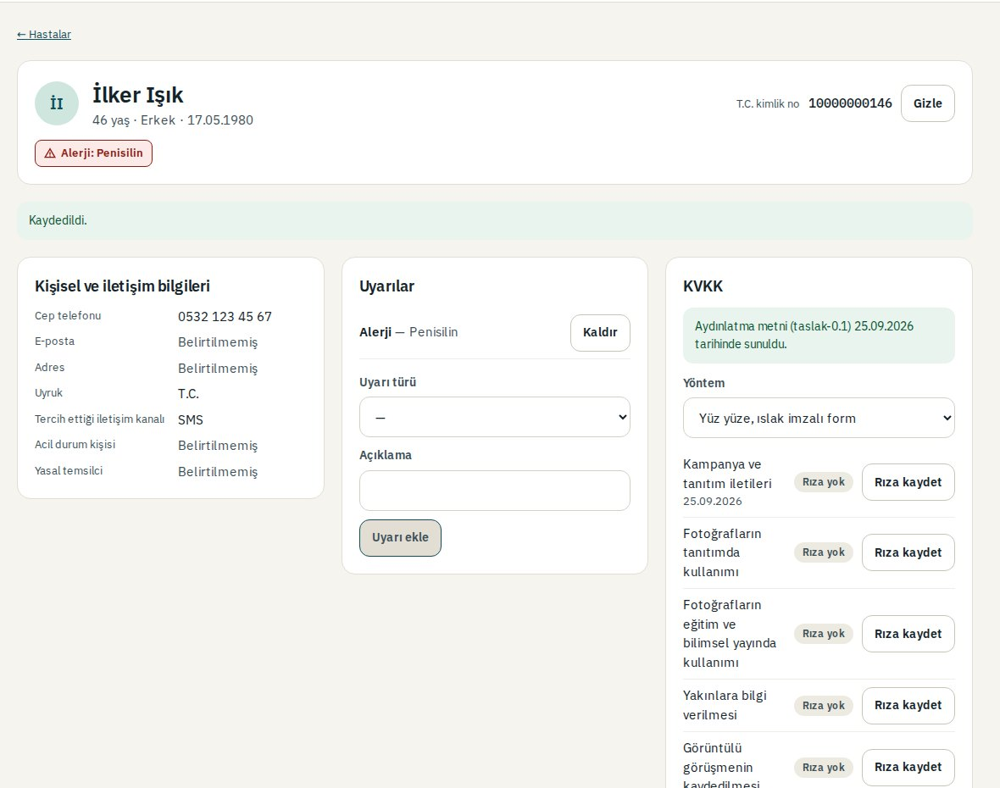 ← Hastalar
İI
İlker Işık
46 yaş · Erkek · 17.05.1980
T.C. kimlik no 10000000146 Gizle
Alerji: Penisilin
Kaydedildi.
Kişisel ve iletişim bilgileri
Cep telefonu 0532 123 45 67
E-posta Belirtilmemiş
Adres Belirtilmemiş
Uyruk T.C.
Tercih ettiği iletişim kanalı SMS
Acil durum kişisi Belirtilmemiş
Yasal temsilci Belirtilmemiş
Uyarılar
Alerji — Penisilin Kaldır
Uyarı türü
—
Açıklama
Uyarı ekle
KVKK
Aydınlatma metni (taslak-0.1) 25.09.2026
tarihinde sunuldu.
Yöntem
Yüz yüze, ıslak imzalı form
Kampanya ve
tanıtım iletileri
25.09.2026
Rıza yok Rıza kaydet
Fotoğrafların
tanıtımda
kullanımı
Rıza yok Rıza kaydet
Fotoğrafların
eğitim ve
bilimsel yayında
kullanımı
Rıza yok Rıza kaydet
Yakınlara bilgi
verilmesi
Rıza yok Rıza kaydet
Görüntülü
görüşmenin
kaydedilmesi
Rıza yok Rıza kaydet